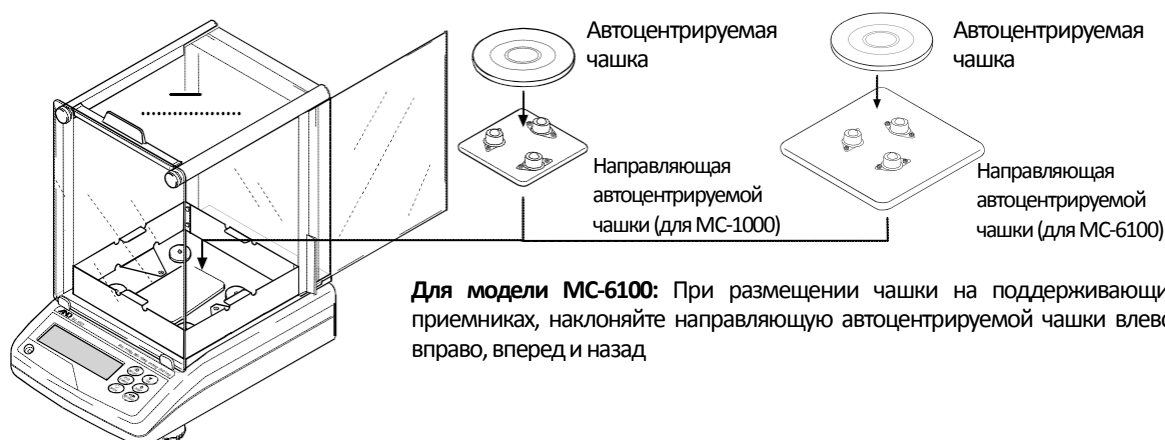 Автоцентрируемая
чашка
Автоцентрируемая
чашка
Направляющая
автоцентрируемой
чашки (для MC-1000)
Направляющая
автоцентрируемой
чашки (для MC-6100)
Для модели MC-6100: При размещении чашки на поддерживающи
приемниках, наклоняйте направляющую автоцентрируемой чашки влево
вправо, вперед и назад